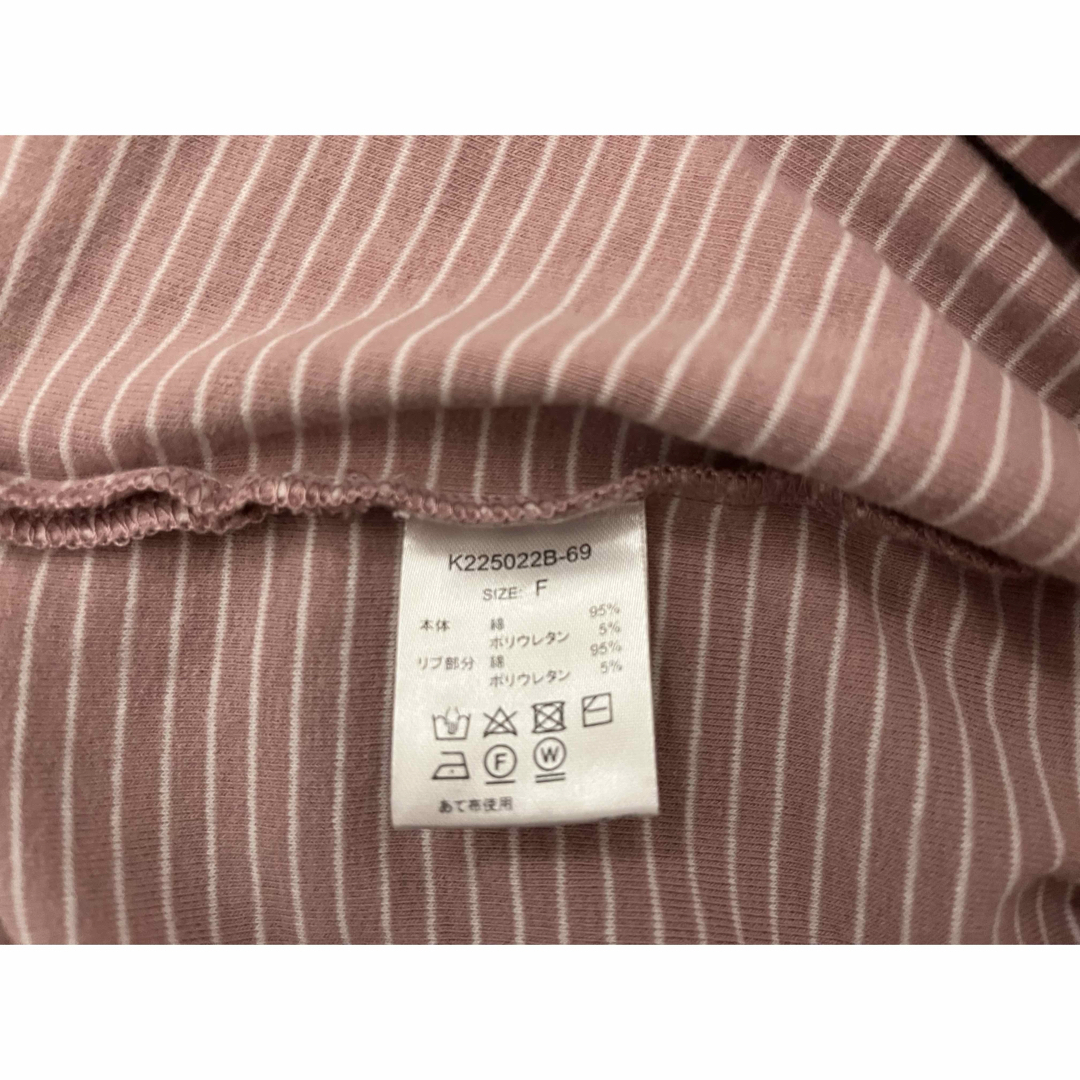 K225022B-69
SIZE: F
本体 綿 95%
ポリウレタン 5%
リブ部分 綿 95%
ポリウレタン 5%
F W
あて布使用